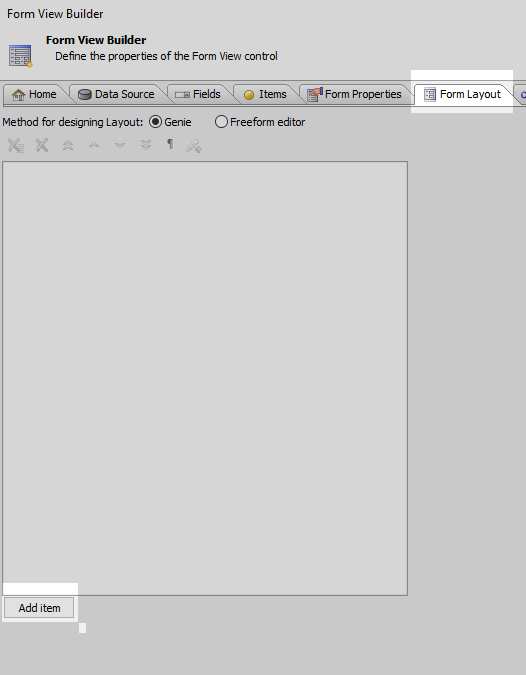 Form View Builder
Form View Builder
Define the properties of the Form View control
Home Data Source Fields Items Form Properties Form Layout
Method for designing Layout: Genie Freeform editor
Add item